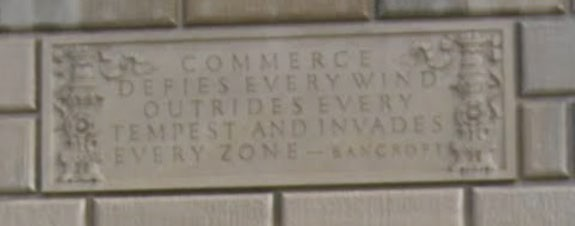 COMMERCE
DEFIES EVERY WIND
OUTRIDES EVERY
TEMPEST AND INVADES
EVERY ZONE — BANCROFT